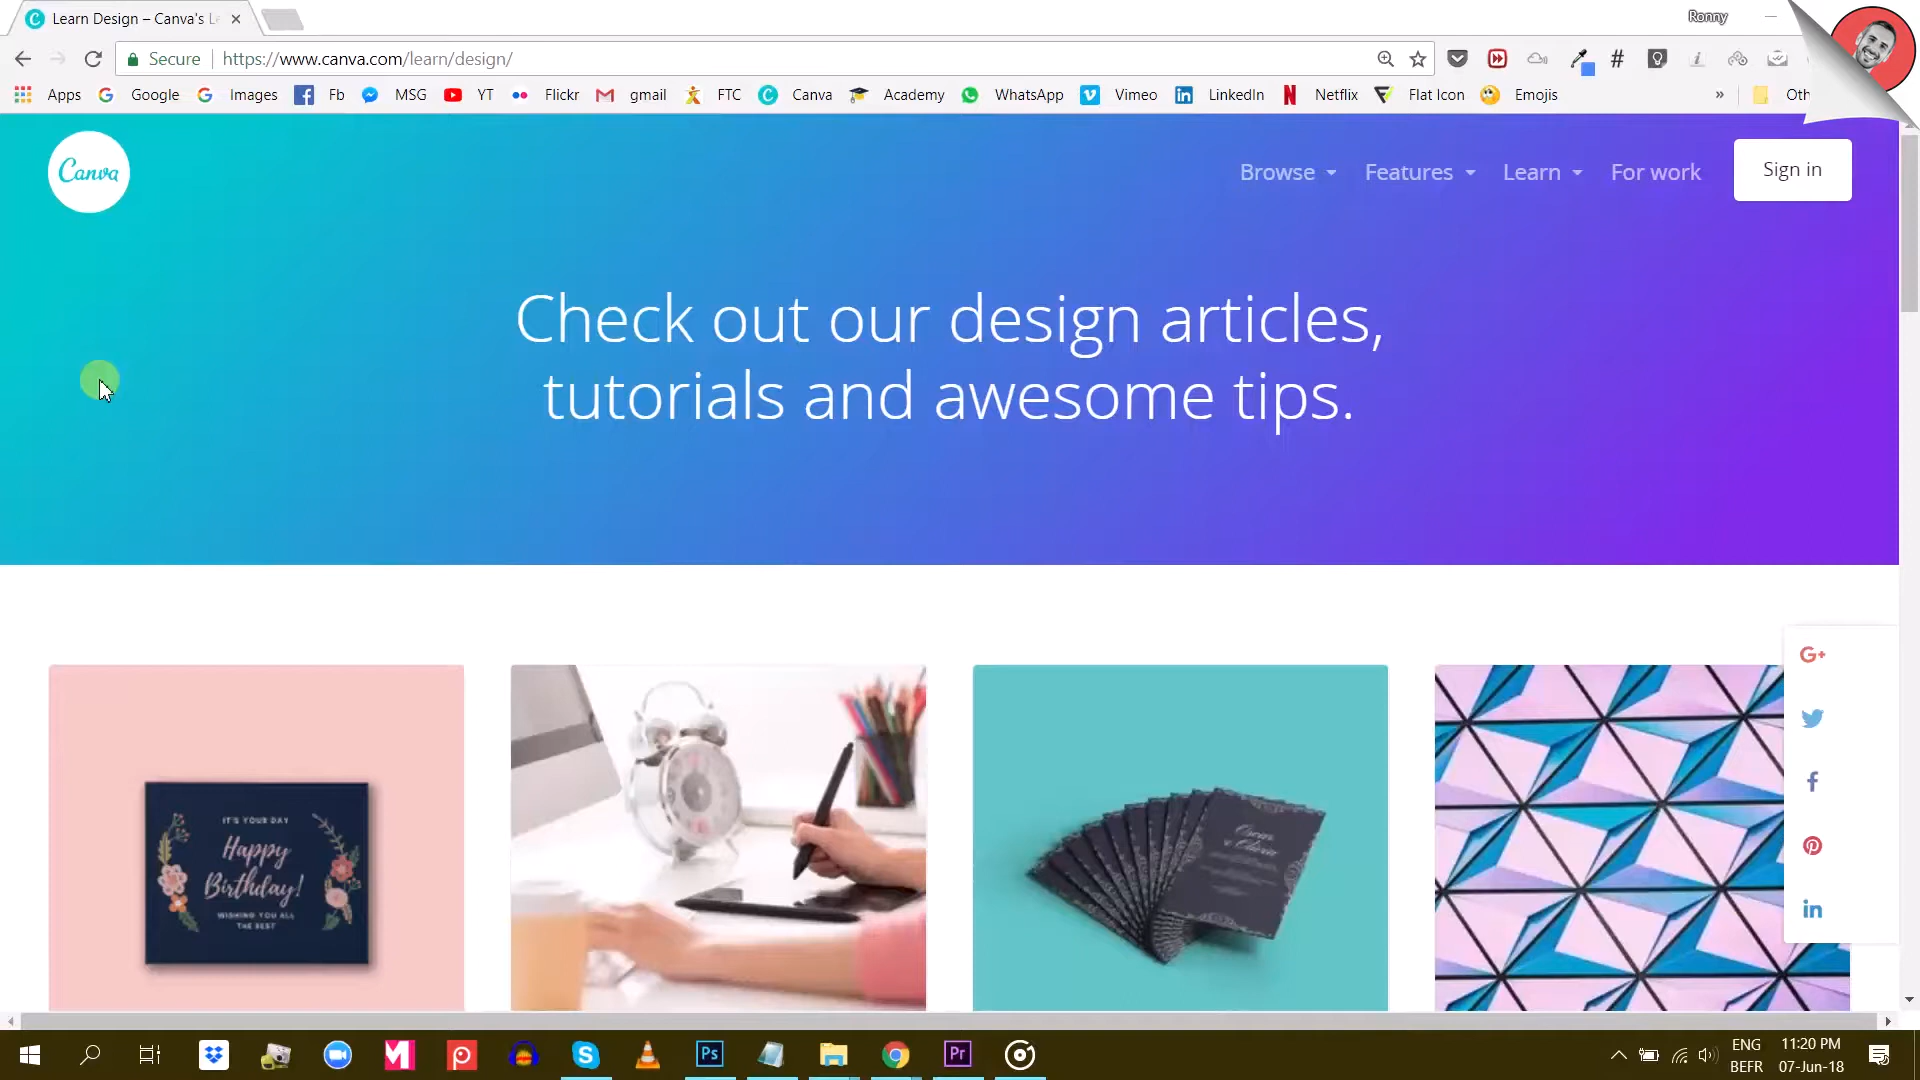 Learn Design – Canva's L
Ronny
Secure https://www.canva.com/learn/design/
Apps Google Images Fb MSG YT Flickr gmail FTC Canva Academy WhatsApp Vimeo LinkedIn Netflix Flat Icon Emojis » Oth
Canva
Browse Features Learn For work Sign in
Check out our design articles,
tutorials and awesome tips.
IT'S YOUR DAY
Happy
Birthday!
WISHING YOU ALL
THE BEST
Oscar
& Olivia
ENG 11:20 PM
BEFR 07-Jun-18